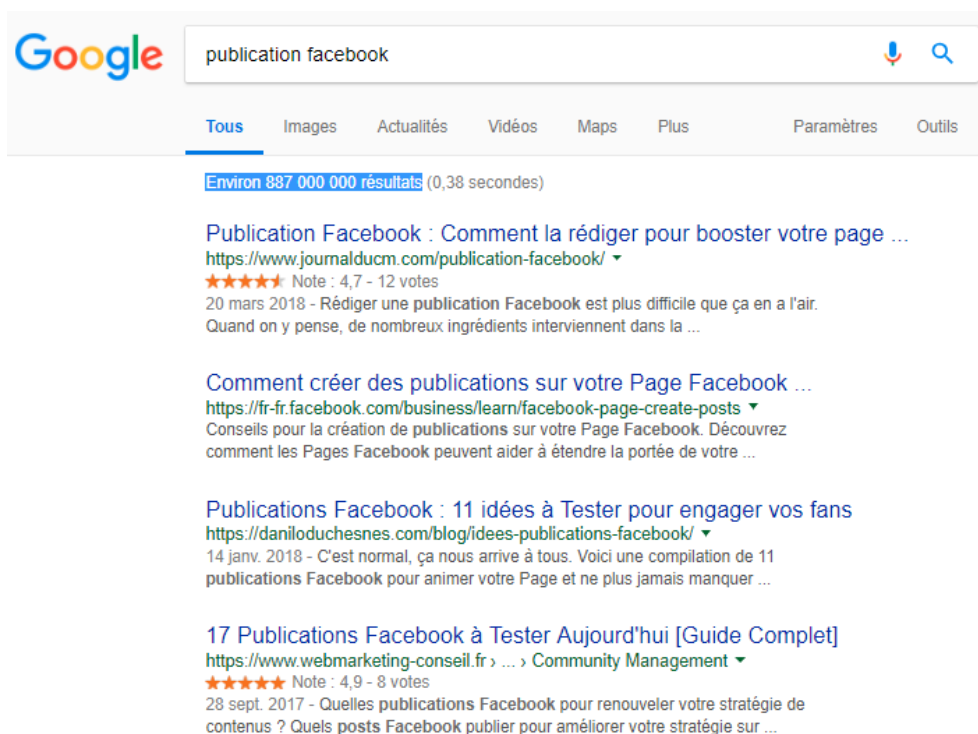 Google
publication facebook
Tous Images Actualités Vidéos Maps Plus Paramètres Outils
Environ 887 000 000 résultats (0,38 secondes)
Publication Facebook : Comment la rédiger pour booster votre page ...
https://www.journalducm.com/publication-facebook/
Note : 4,7 - 12 votes
20 mars 2018 - Rédiger une publication Facebook est plus difficile que ça en a l'air.
Quand on y pense, de nombreux ingrédients interviennent dans la ...
Comment créer des publications sur votre Page Facebook ...
https://fr-fr.facebook.com/business/learn/facebook-page-create-posts
Conseils pour la création de publications sur votre Page Facebook. Découvrez
comment les Pages Facebook peuvent aider à étendre la portée de votre ...
Publications Facebook : 11 idées à Tester pour engager vos fans
https://daniloduchesnes.com/blog/idees-publications-facebook/
14 janv. 2018 - C'est normal, ça nous arrive à tous. Voici une compilation de 11
publications Facebook pour animer votre Page et ne plus jamais manquer ...
17 Publications Facebook à Tester Aujourd'hui [Guide Complet]
https://www.webmarketing-conseil.fr › ... › Community Management
Note : 4,9 - 8 votes
28 sept. 2017 - Quelles publications Facebook pour renouveler votre stratégie de
contenus ? Quels posts Facebook publier pour améliorer votre stratégie sur ...